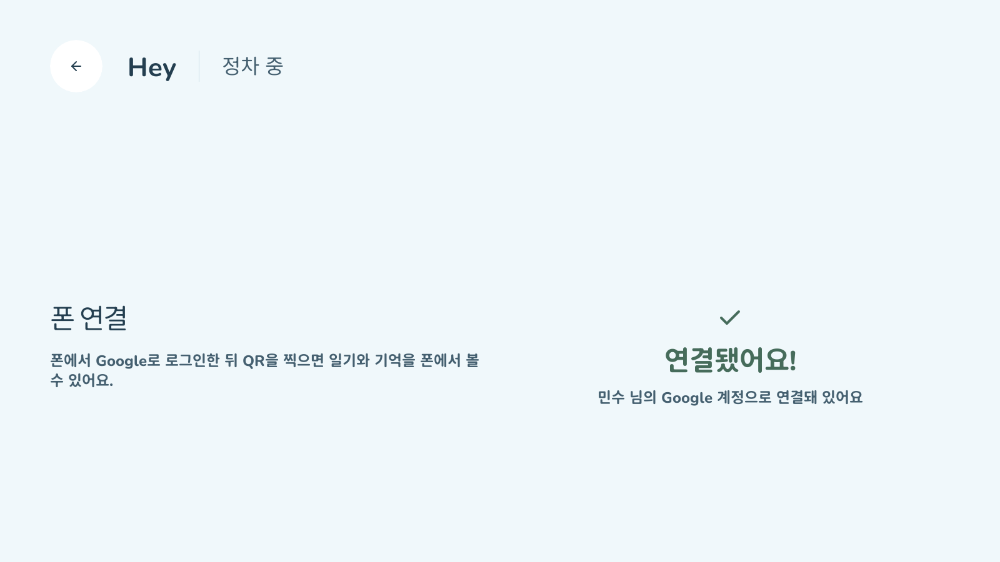 Hey
정차 중
폰 연결
폰에서 Google로 로그인한 뒤 QR을 찍으면 일기와 기억을 폰에서 볼
수 있어요.
연결됐어요!
민수 님의 Google 계정으로 연결돼 있어요